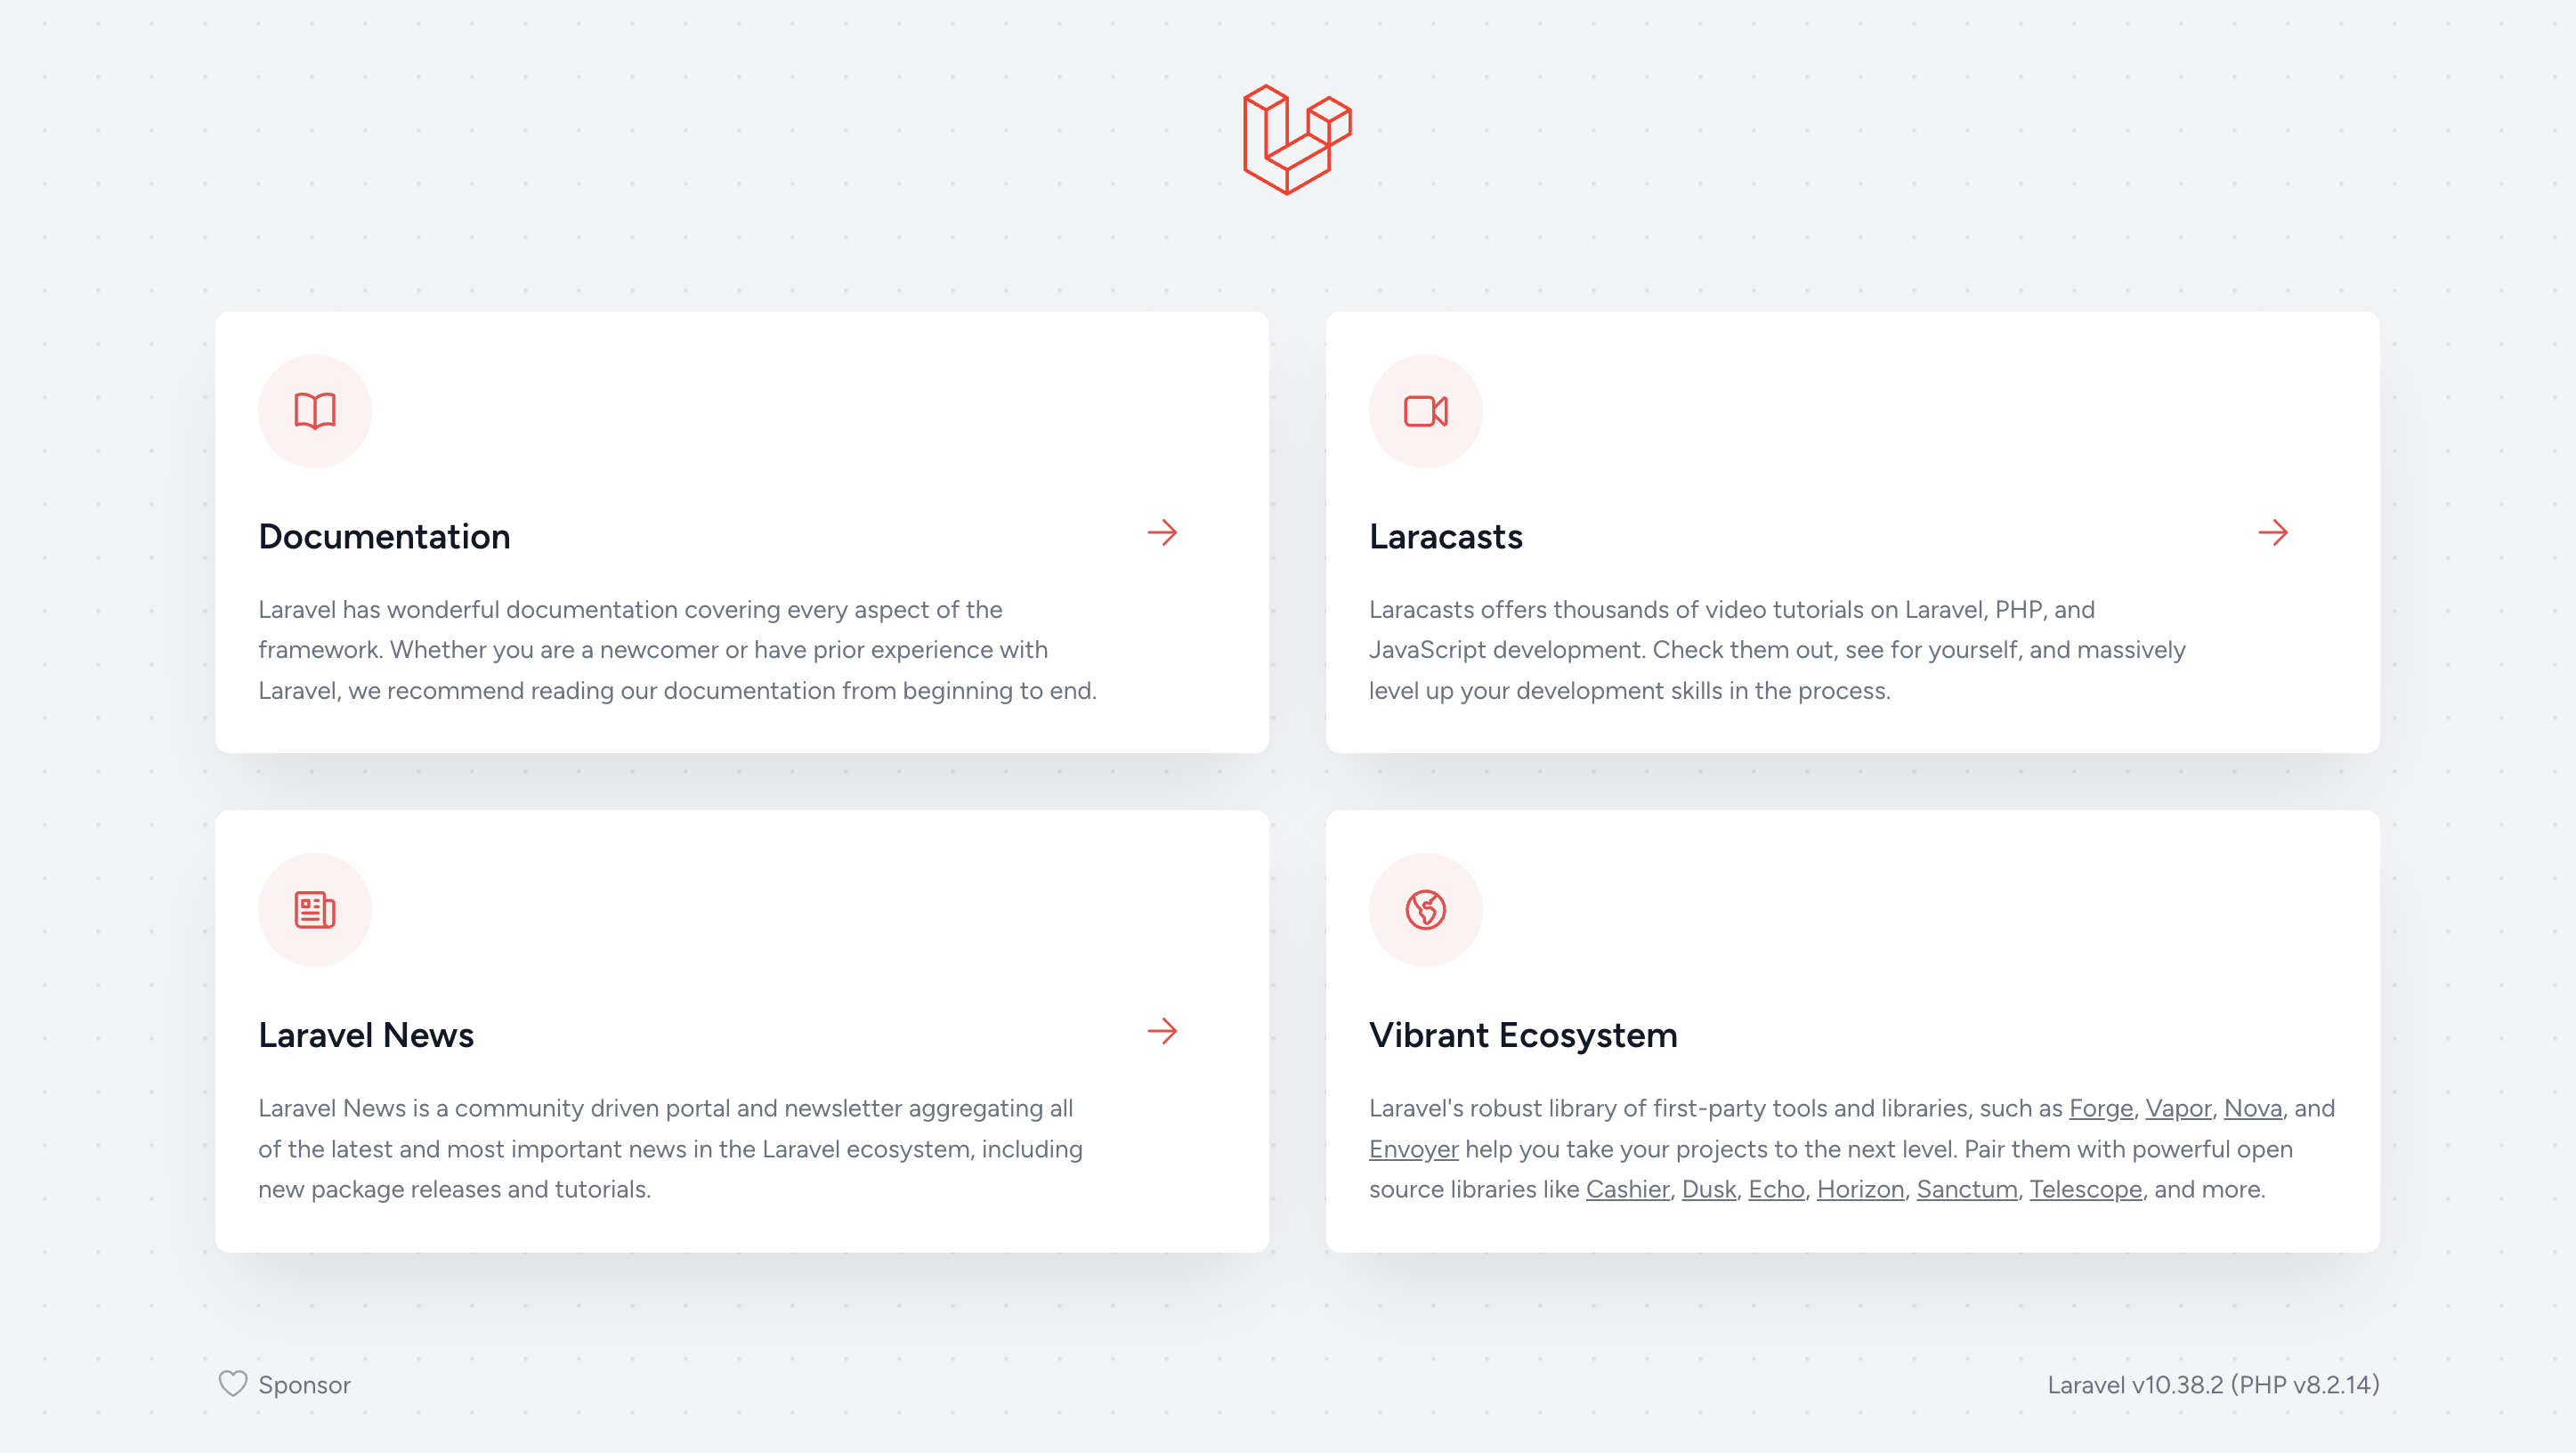 Documentation
Laravel has wonderful documentation covering every aspect of the
framework. Whether you are a newcomer or have prior experience with
Laravel, we recommend reading our documentation from beginning to end.
Laracasts
Laracasts offers thousands of video tutorials on Laravel, PHP, and
JavaScript development. Check them out, see for yourself, and massively
level up your development skills in the process.
Laravel News
Laravel News is a community driven portal and newsletter aggregating all
of the latest and most important news in the Laravel ecosystem, including
new package releases and tutorials.
Vibrant Ecosystem
Laravel's robust library of first-party tools and libraries, such as Forge, Vapor, Nova, and
Envoyer help you take your projects to the next level. Pair them with powerful open
source libraries like Cashier, Dusk, Echo, Horizon, Sanctum, Telescope, and more.
Sponsor
Laravel v10.38.2 (PHP v8.2.14)